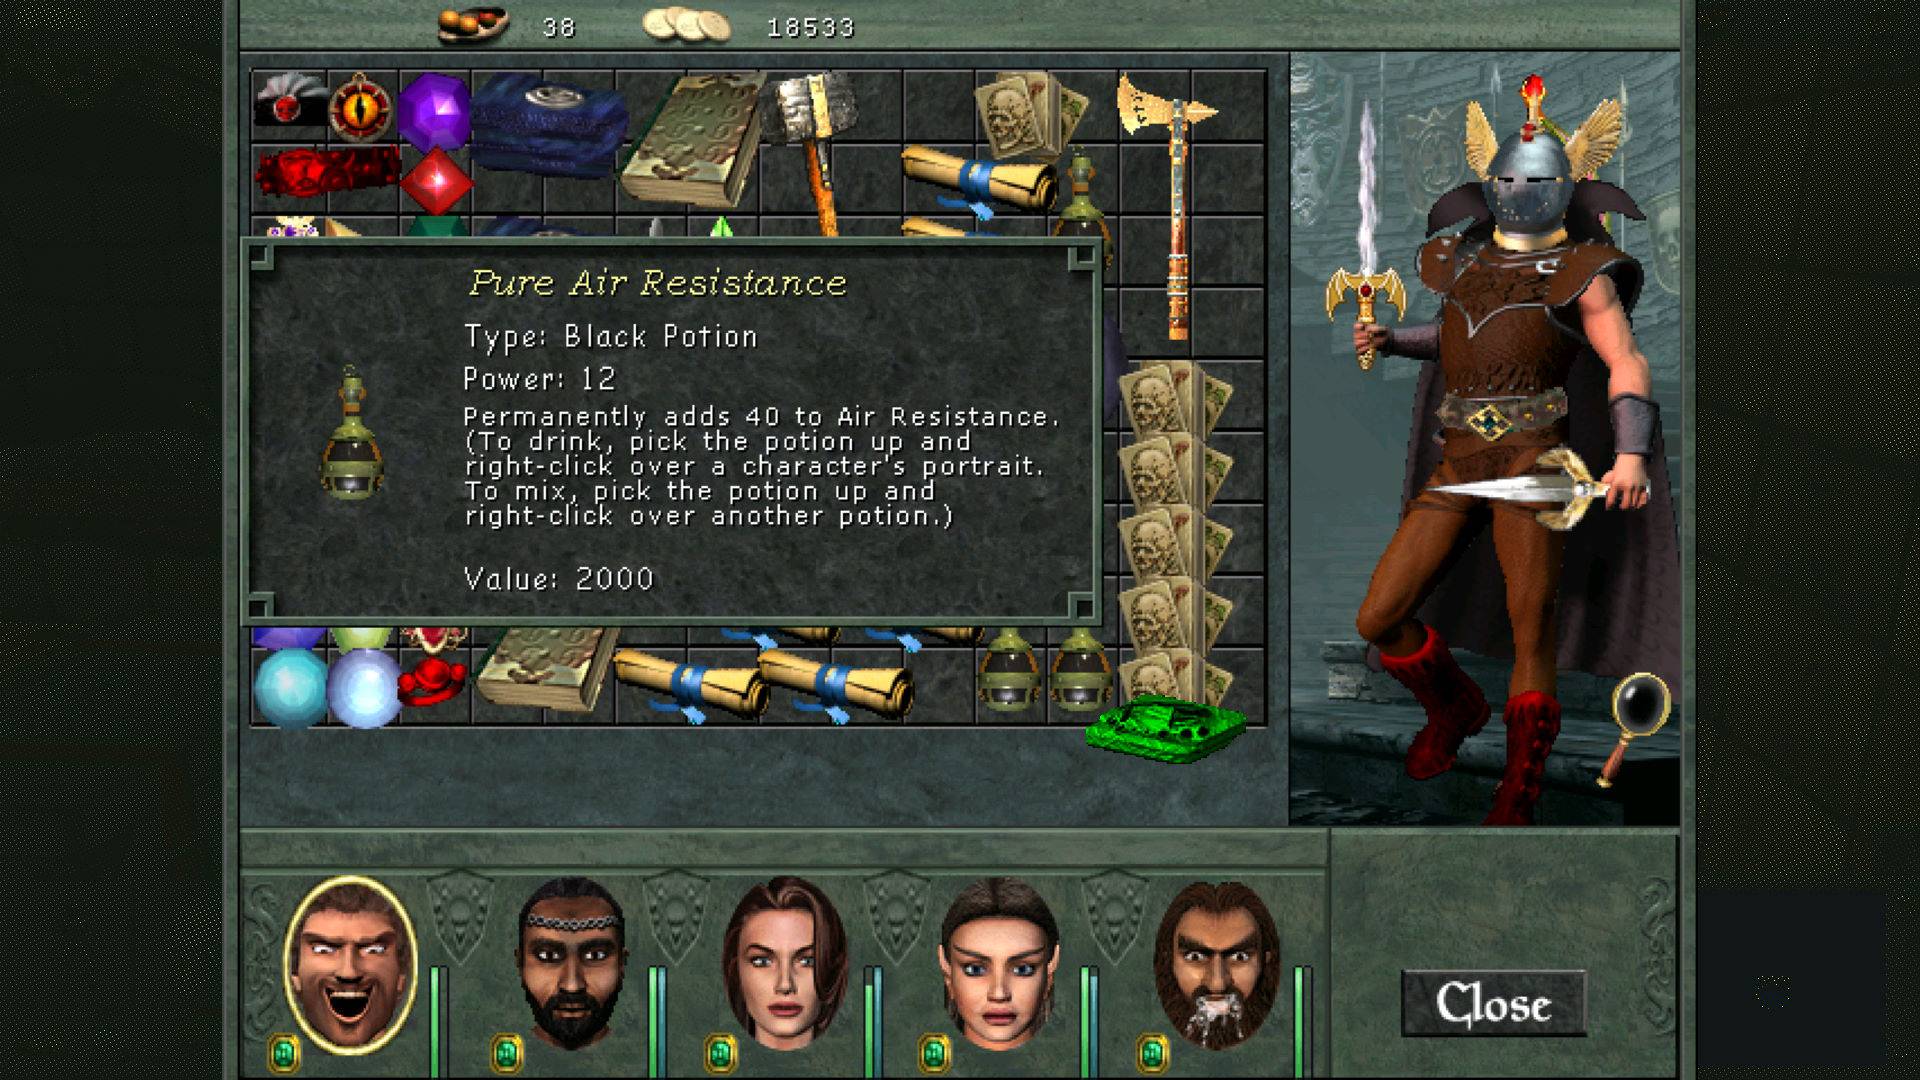 38 18533
Pure Air Resistance
Type: Black Potion
Power: 12
Permanently adds 40 to Air Resistance.
(To drink, pick the potion up and
right-click over a character's portrait.
To mix, pick the potion up and
right-click over another potion.)
Value: 2000
Close